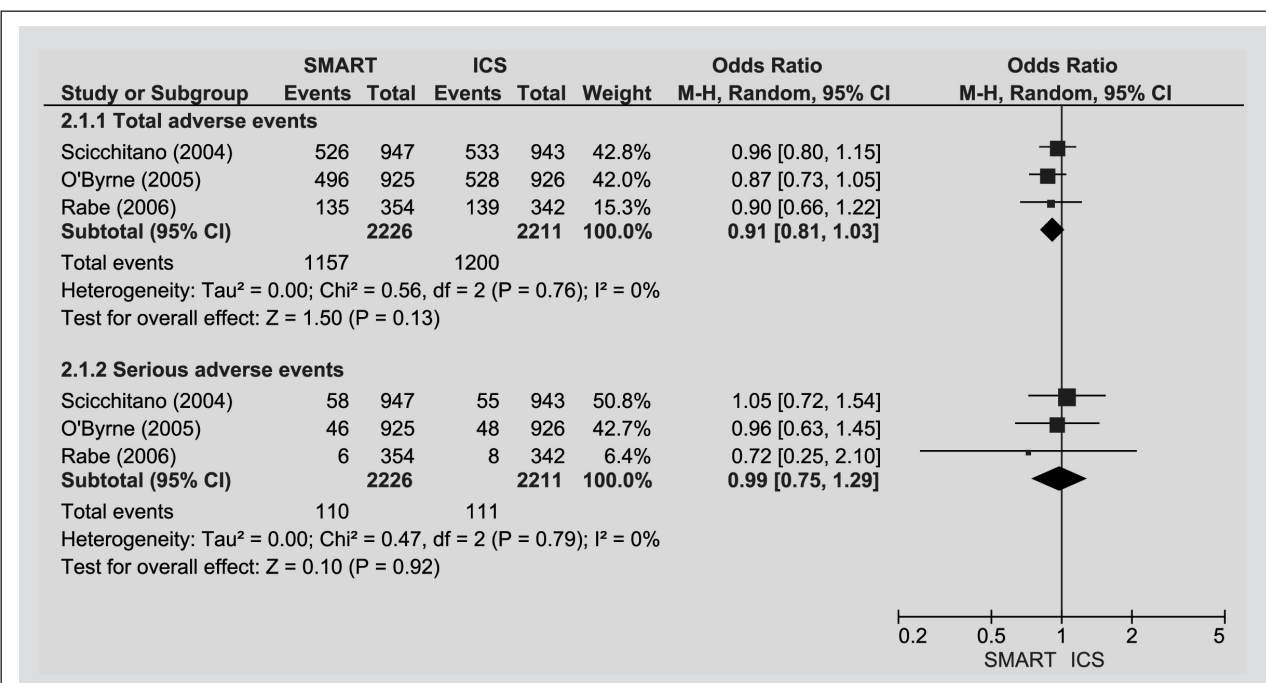 SMART ICS Odds Ratio Odds Ratio
Study or Subgroup Events Total Events Total Weight M-H, Random, 95% CI M-H, Random, 95% CI
2.1.1 Total adverse events
Scicchitano (2004) 526 947 533 943 42.8% 0.96 [0.80, 1.15]
O'Byrne (2005) 496 925 528 926 42.0% 0.87 [0.73, 1.05]
Rabe (2006) 135 354 139 342 15.3% 0.90 [0.66, 1.22]
Subtotal (95% CI) 2226 2211 100.0% 0.91 [0.81, 1.03]
Total events 1157 1200
Heterogeneity: Tau² = 0.00; Chi² = 0.56, df = 2 (P = 0.76); I² = 0%
Test for overall effect: Z = 1.50 (P = 0.13)
2.1.2 Serious adverse events
Scicchitano (2004) 58 947 55 943 50.8% 1.05 [0.72, 1.54]
O'Byrne (2005) 46 925 48 926 42.7% 0.96 [0.63, 1.45]
Rabe (2006) 6 354 8 342 6.4% 0.72 [0.25, 2.10]
Subtotal (95% CI) 2226 2211 100.0% 0.99 [0.75, 1.29]
Total events 110 111
Heterogeneity: Tau² = 0.00; Chi² = 0.47, df = 2 (P = 0.79); I² = 0%
Test for overall effect: Z = 0.10 (P = 0.92)
0.2 0.5 1 2 5
SMART ICS